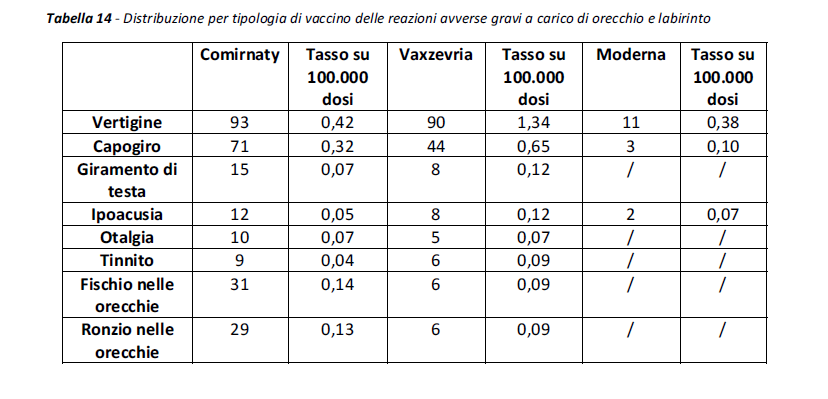 Tabella 14 - Distribuzione per tipologia di vaccino delle reazioni avverse gravi a carico di orecchio e labirinto
Comirnaty Tasso su 100.000 dosi Vaxzevria Tasso su 100.000 dosi Moderna Tasso su 100.000 dosi
Vertigine 93 0,42 90 1,34 11 0,38
Capogiro 71 0,32 44 0,65 3 0,10
Giramento di testa 15 0,07 8 0,12 / /
Ipoacusia 12 0,05 8 0,12 2 0,07
Otalgia 10 0,07 5 0,07 / /
Tinnito 9 0,04 6 0,09 / /
Fischio nelle orecchie 31 0,14 6 0,09 / /
Ronzio nelle orecchie 29 0,13 6 0,09 / /